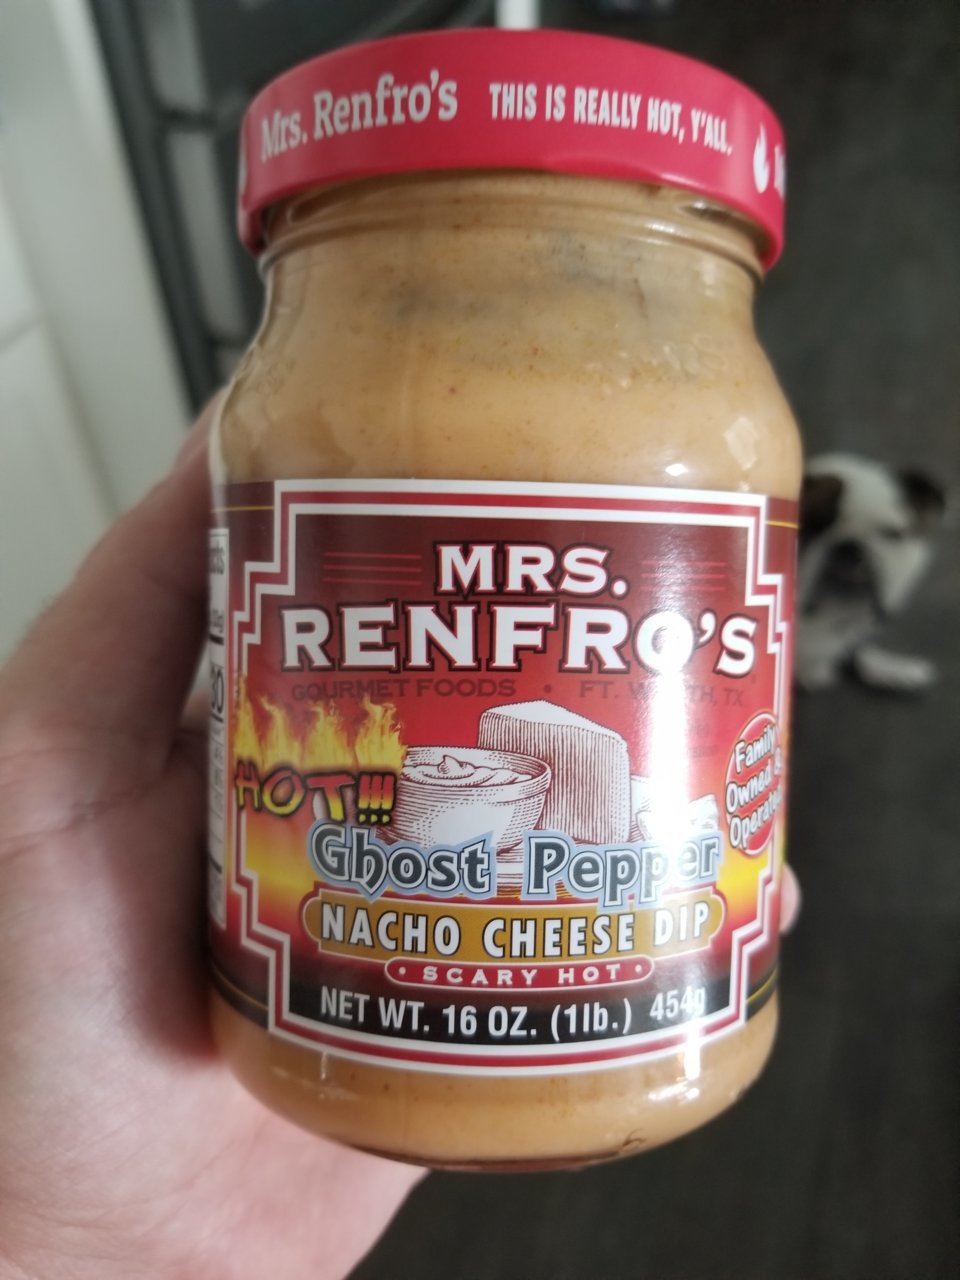 Mrs. Renfro's THIS IS REALLY HOT, Y'ALL.
MRS.
RENFRO'S
GOURMET FOODS • FT. WORTH, TX
HOT!!!
Family
Owned &
Operated
Ghost Pepper
NACHO CHEESE DIP
• SCARY HOT •
NET WT. 16 OZ. (1lb.) 454g